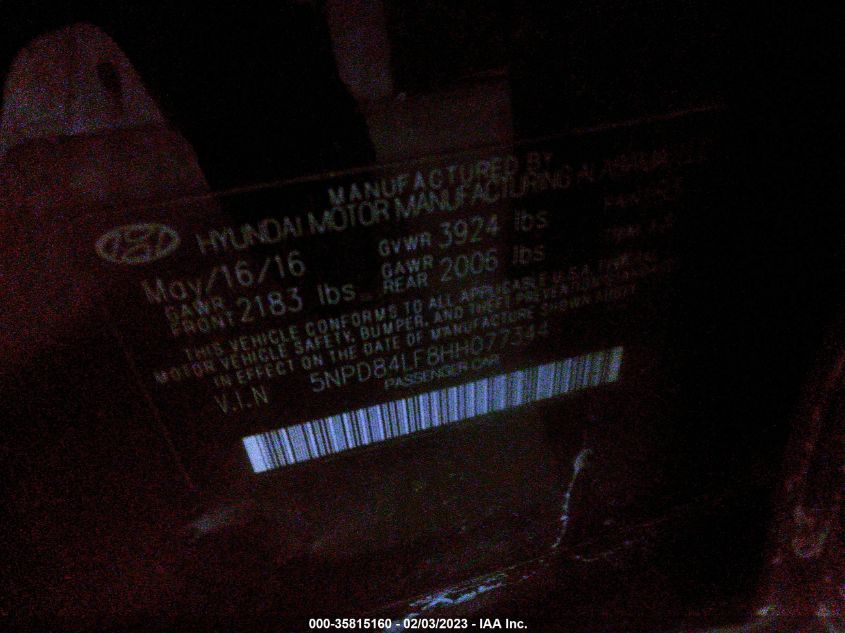 MANUFACTURED BY
HYUNDAI MOTOR MANUFACTURING ALABAMA
May/16/16 GVWR 3924 lbs
GAWR FRONT 2183 lbs GAWR REAR 2006 lbs
THIS VEHICLE CONFORMS TO ALL APPLICABLE U.S.A. FEDERAL
MOTOR VEHICLE SAFETY, BUMPER, AND THEFT PREVENTION STANDARDS
IN EFFECT ON THE DATE OF MANUFACTURE SHOWN ABOVE.
V.I.N 5NPD84LF8HH077344
PASSENGER CAR
000-35815160 - 02/03/2023 - IAA Inc.